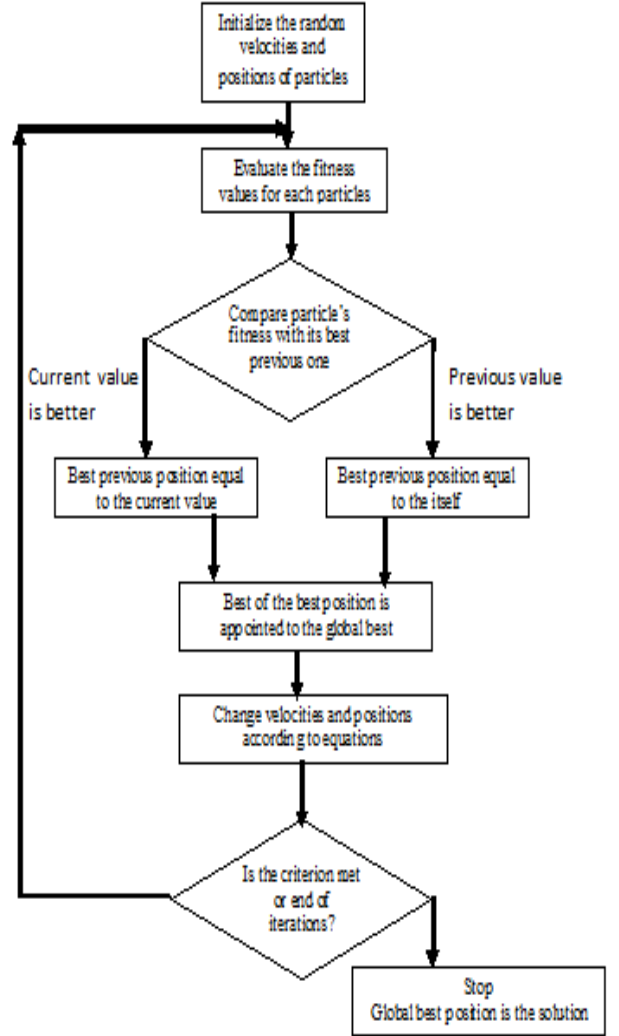 Initialize the random
velocities and
positions of particles
Evaluate the fitness
values for each particles
Compare particle's
fitness with its best
previous one
Current value
is better
Previous value
is better
Best previous position equal
to the current value
Best previous position equal
to the itself
Best of the best position is
appointed to the global best
Change velocities and positions
according to equations
Is the criterion met
or end of
iterations?
Stop
Global best position is the solution